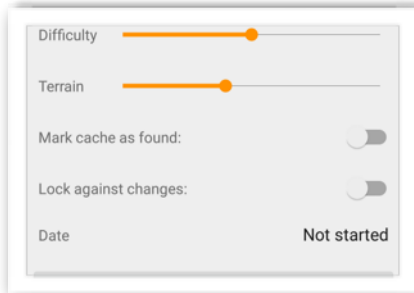 Difficulty
Terrain
Mark cache as found:
Lock against changes:
Date Not started